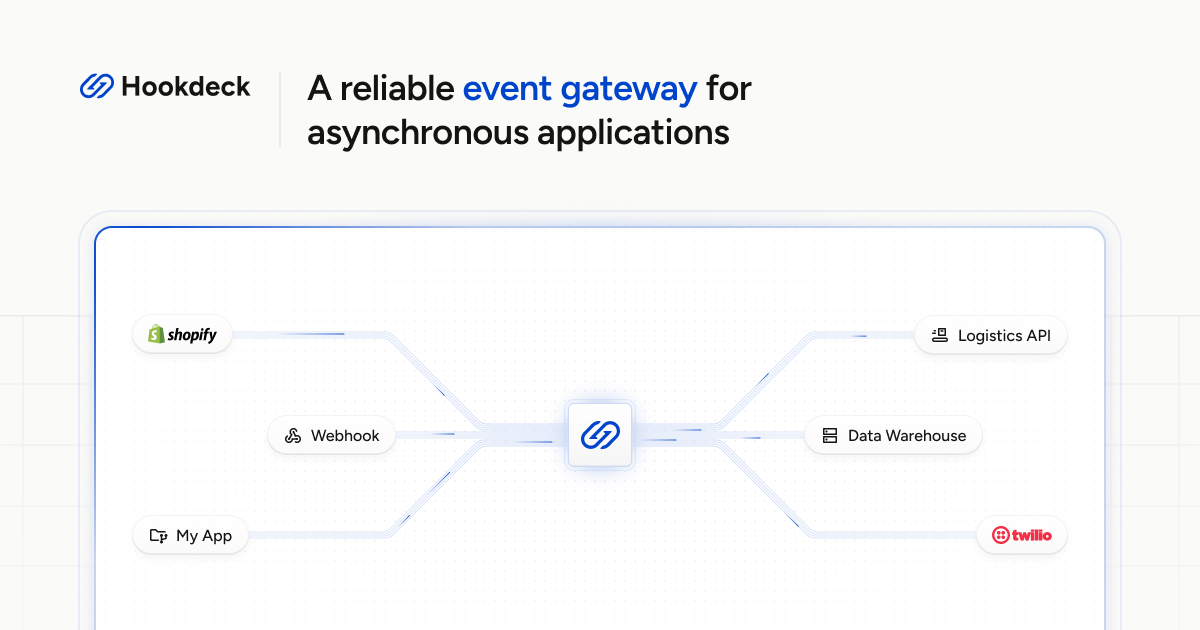 Hookdeck
A reliable event gateway for
asynchronous applications
shopify
Logistics API
Webhook
Data Warehouse
My App
twilio